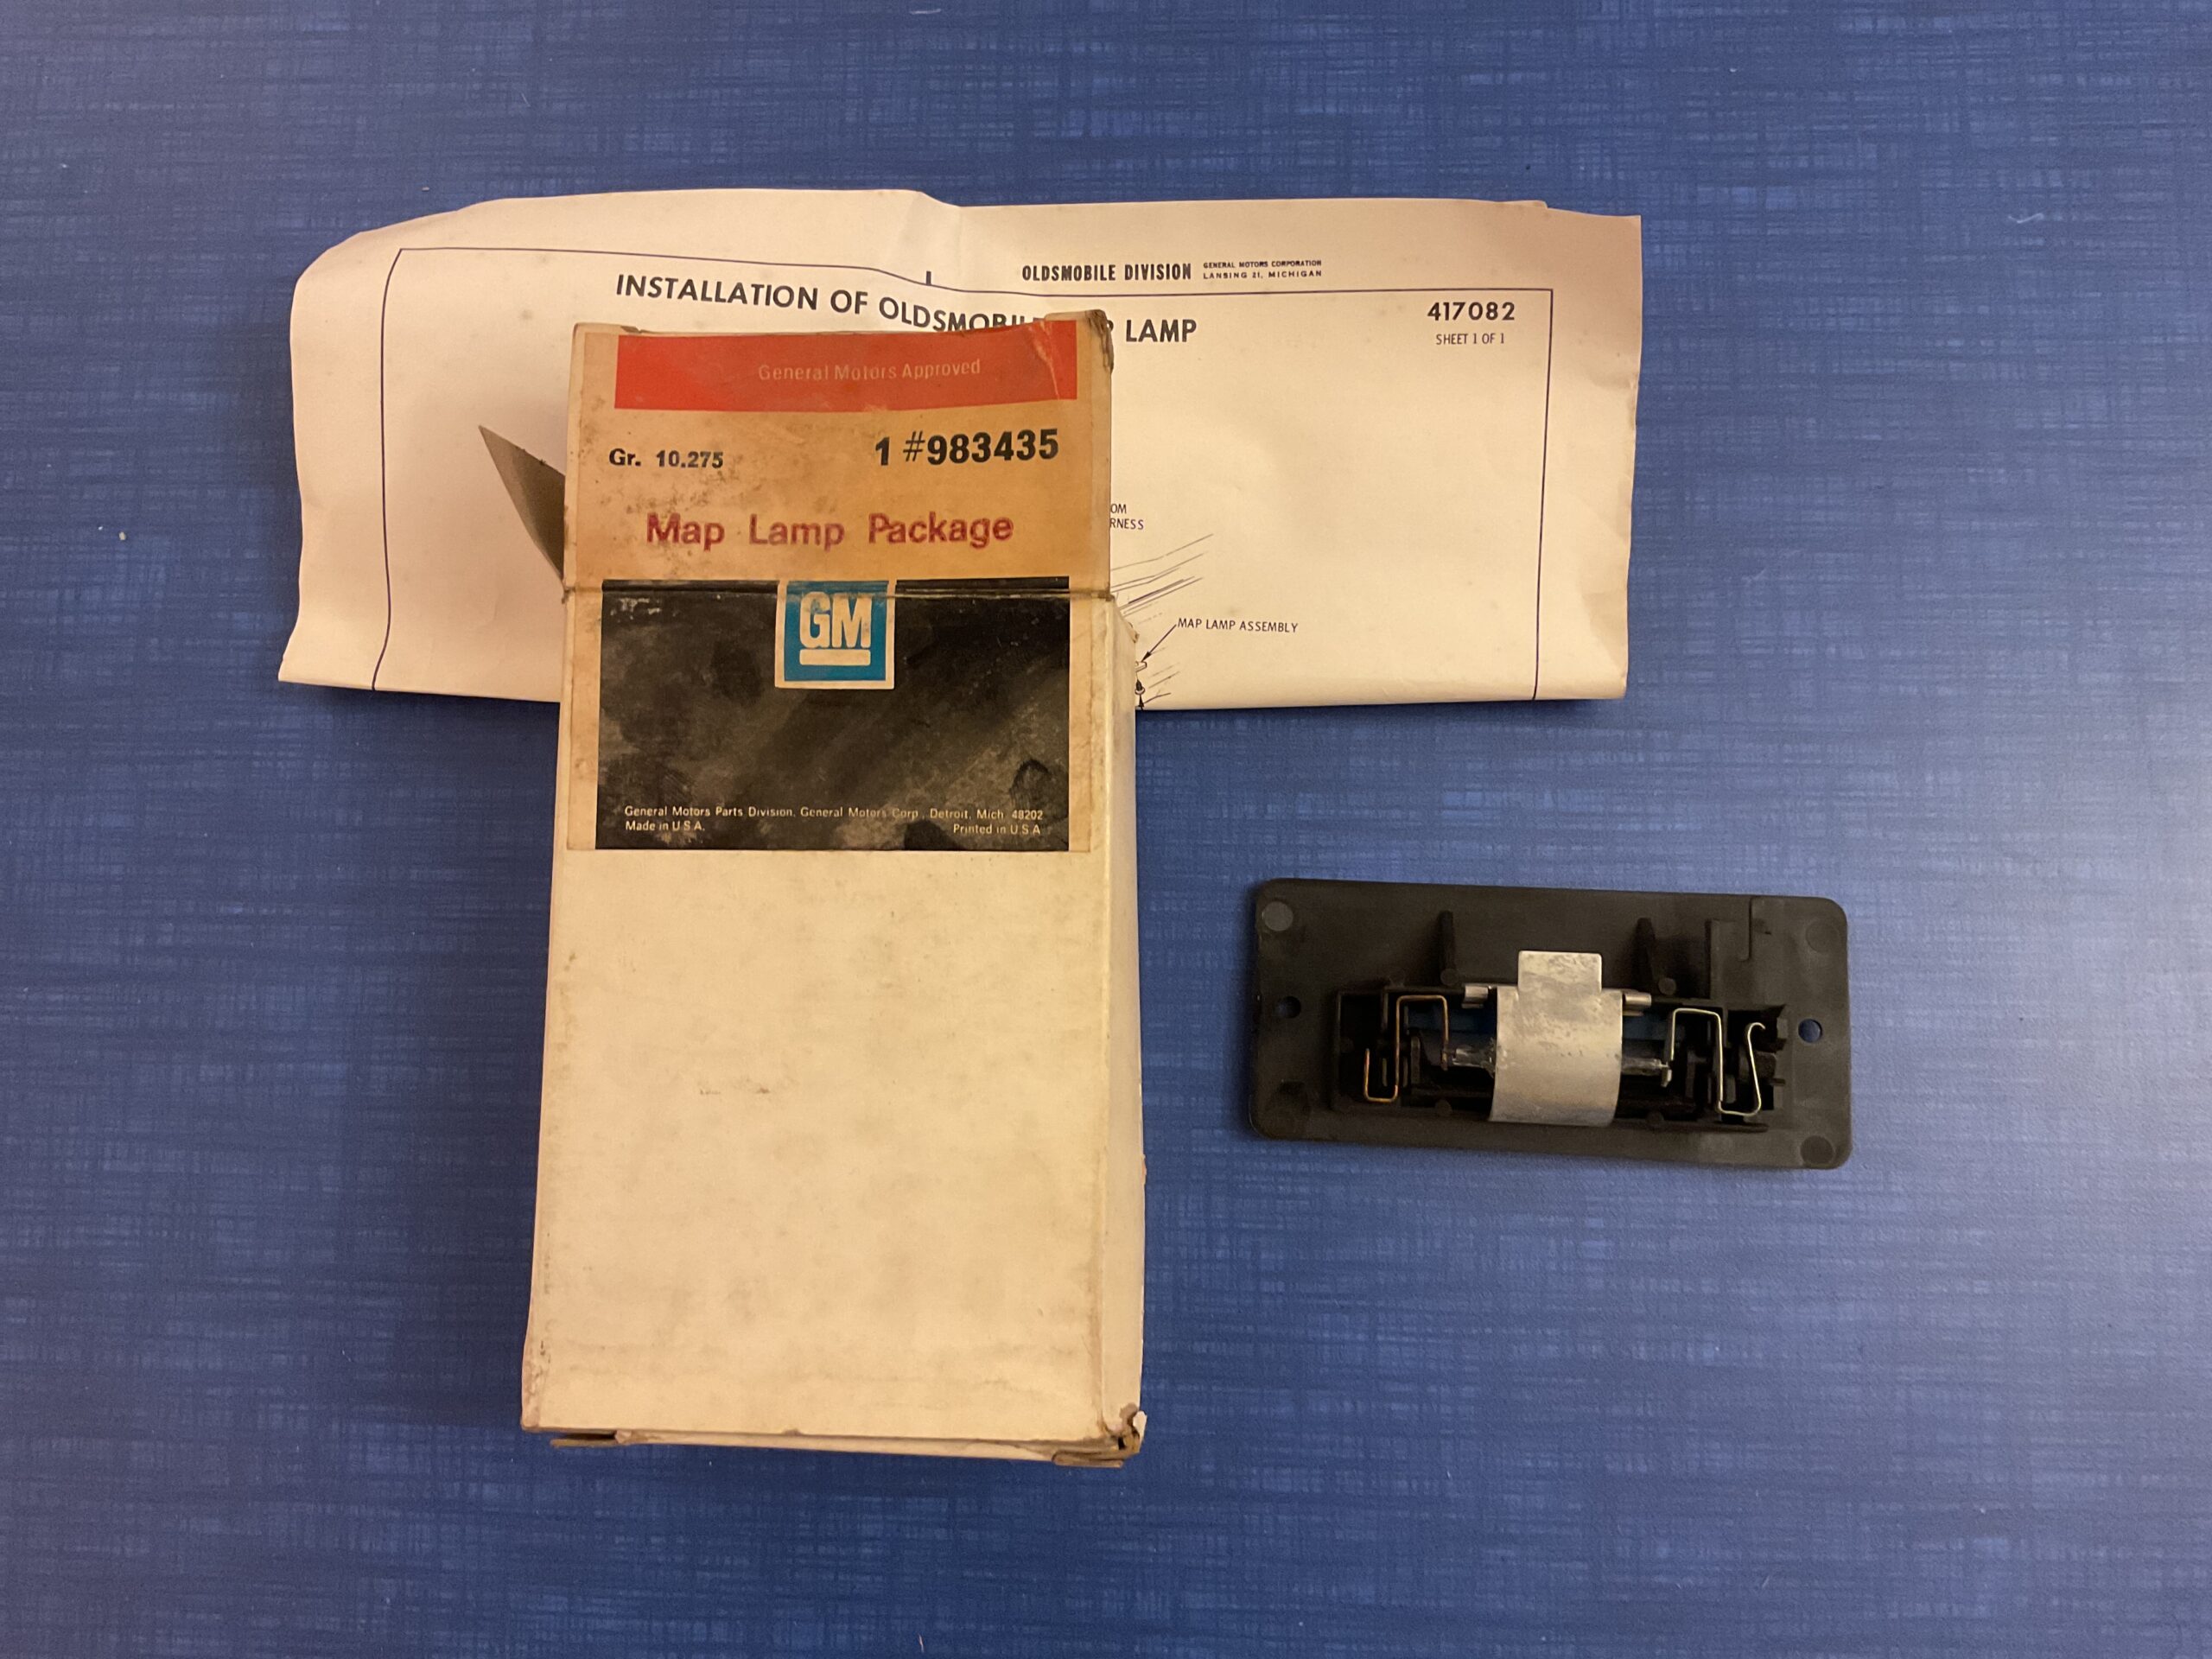 OLDSMOBILE DIVISION
GENERAL MOTORS CORPORATION
LANSING 21, MICHIGAN
INSTALLATION OF OLDSMOBILE LAMP
417082
SHEET 1 OF 1
General Motors Approved
Gr. 10.275
1 #983435
Map Lamp Package
OM
RNESS
MAP LAMP ASSEMBLY
GM
General Motors Parts Division, General Motors Corp., Detroit, Mich. 48202
Made in U.S.A.
Printed in U.S.A.